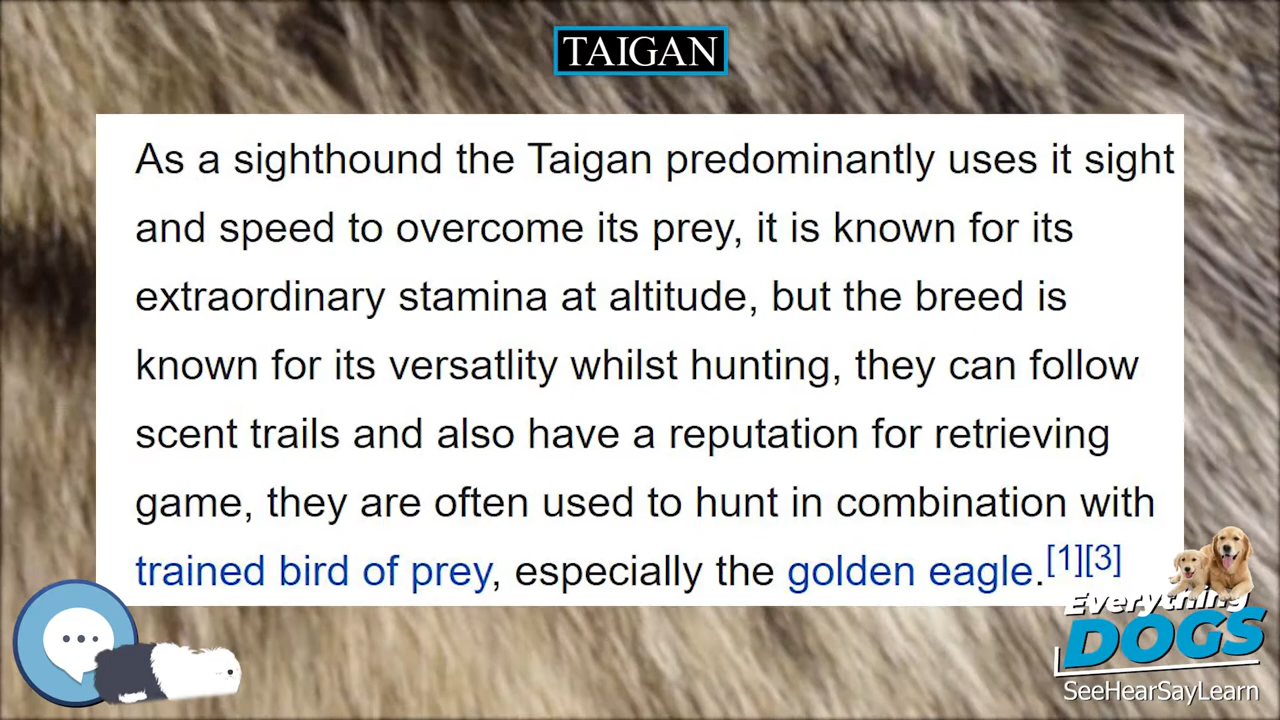 TAIGAN
As a sighthound the Taigan predominantly uses it sight
and speed to overcome its prey, it is known for its
extraordinary stamina at altitude, but the breed is
known for its versatlity whilst hunting, they can follow
scent trails and also have a reputation for retrieving
game, they are often used to hunt in combination with
trained bird of prey, especially the golden eagle.[1][3]
Everything
DOGS
SeeHearSayLearn